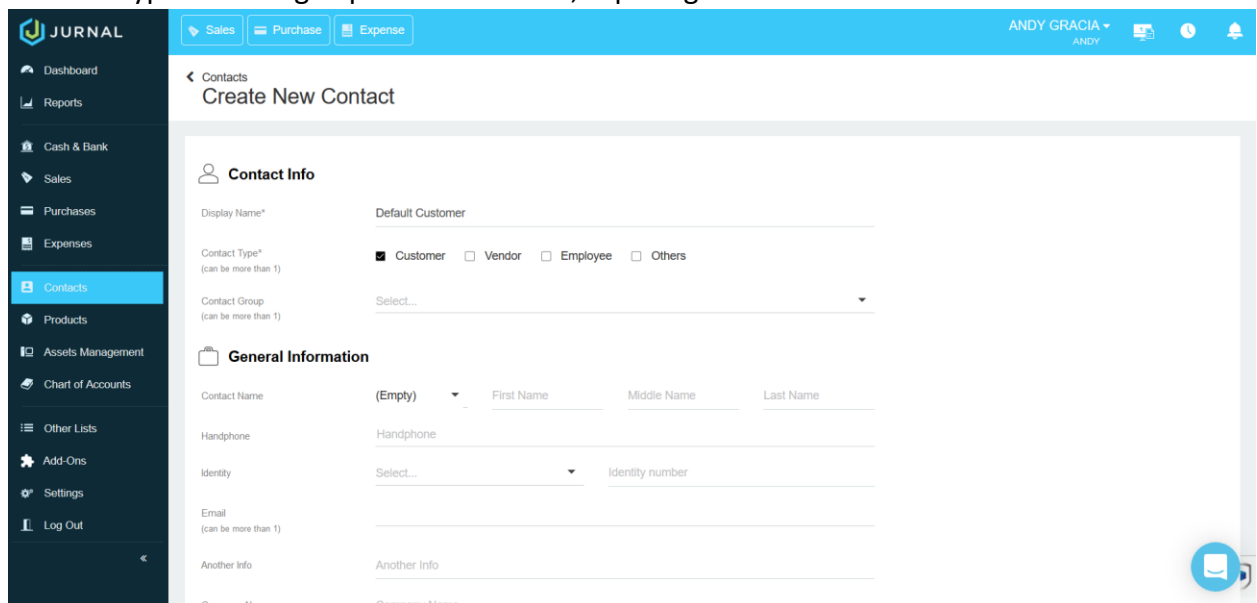 JURNAL
Sales Purchase Expense
ANDY GRACIA
ANDY
Dashboard
Reports
Cash & Bank
Sales
Purchases
Expenses
Contacts
Products
Assets Management
Chart of Accounts
Other Lists
Add-Ons
Settings
Log Out
Contacts
Create New Contact
Contact Info
Display Name* Default Customer
Contact Type* Customer Vendor Employee Others
(can be more than 1)
Contact Group Select...
(can be more than 1)
General Information
Contact Name (Empty) First Name Middle Name Last Name
Handphone Handphone
Identity Select... Identity number
Email
(can be more than 1)
Another Info Another Info